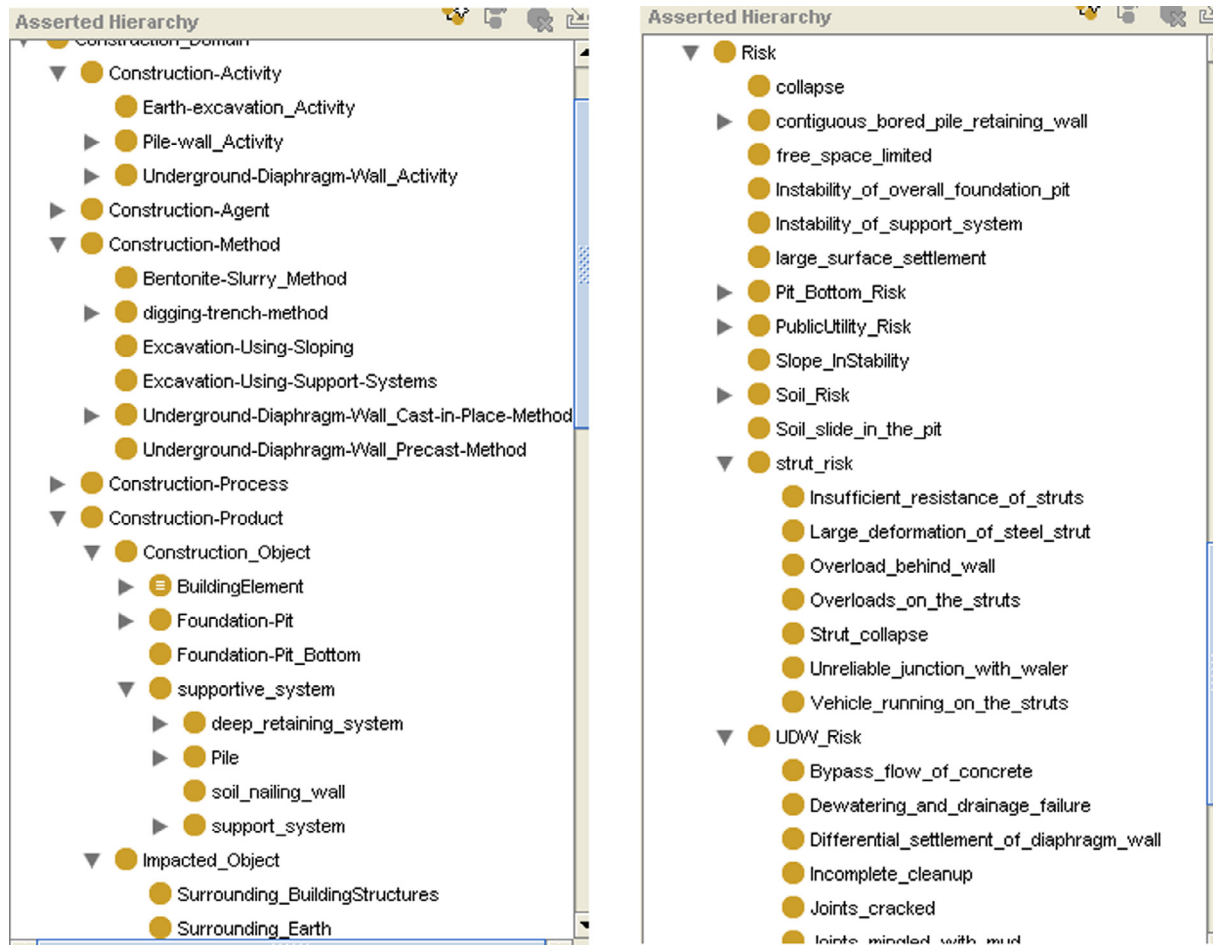 Asserted Hierarchy
Construction_Domain
Construction-Activity
Earth-excavation_Activity
Pile-wall_Activity
Underground-Diaphragm-Wall_Activity
Construction-Agent
Construction-Method
Bentonite-Slurry_Method
digging-trench-method
Excavation-Using-Sloping
Excavation-Using-Support-Systems
Underground-Diaphragm-Wall_Cast-in-Place-Method
Underground-Diaphragm-Wall_Precast-Method
Construction-Process
Construction-Product
Construction_Object
BuildingElement
Foundation-Pit
Foundation-Pit_Bottom
supportive_system
deep_retaining_system
Pile
soil_nailing_wall
support_system
Impacted_Object
Surrounding_BuildingStructures
Surrounding_Earth
Asserted Hierarchy
Risk
collapse
contiguous_bored_pile_retaining_wall
free_space_limited
Instability_of_overall_foundation_pit
Instability_of_support_system
large_surface_settlement
Pit_Bottom_Risk
PublicUtility_Risk
Slope_InStability
Soil_Risk
Soil_slide_in_the_pit
strut_risk
Insufficient_resistance_of_struts
Large_deformation_of_steel_strut
Overload_behind_wall
Overloads_on_the_struts
Strut_collapse
Unreliable_junction_with_waler
Vehicle_running_on_the_struts
UDW_Risk
Bypass_flow_of_concrete
Dewatering_and_drainage_failure
Differential_settlement_of_diaphragm_wall
Incomplete_cleanup
Joints_cracked
Joints_mingled_with_mud